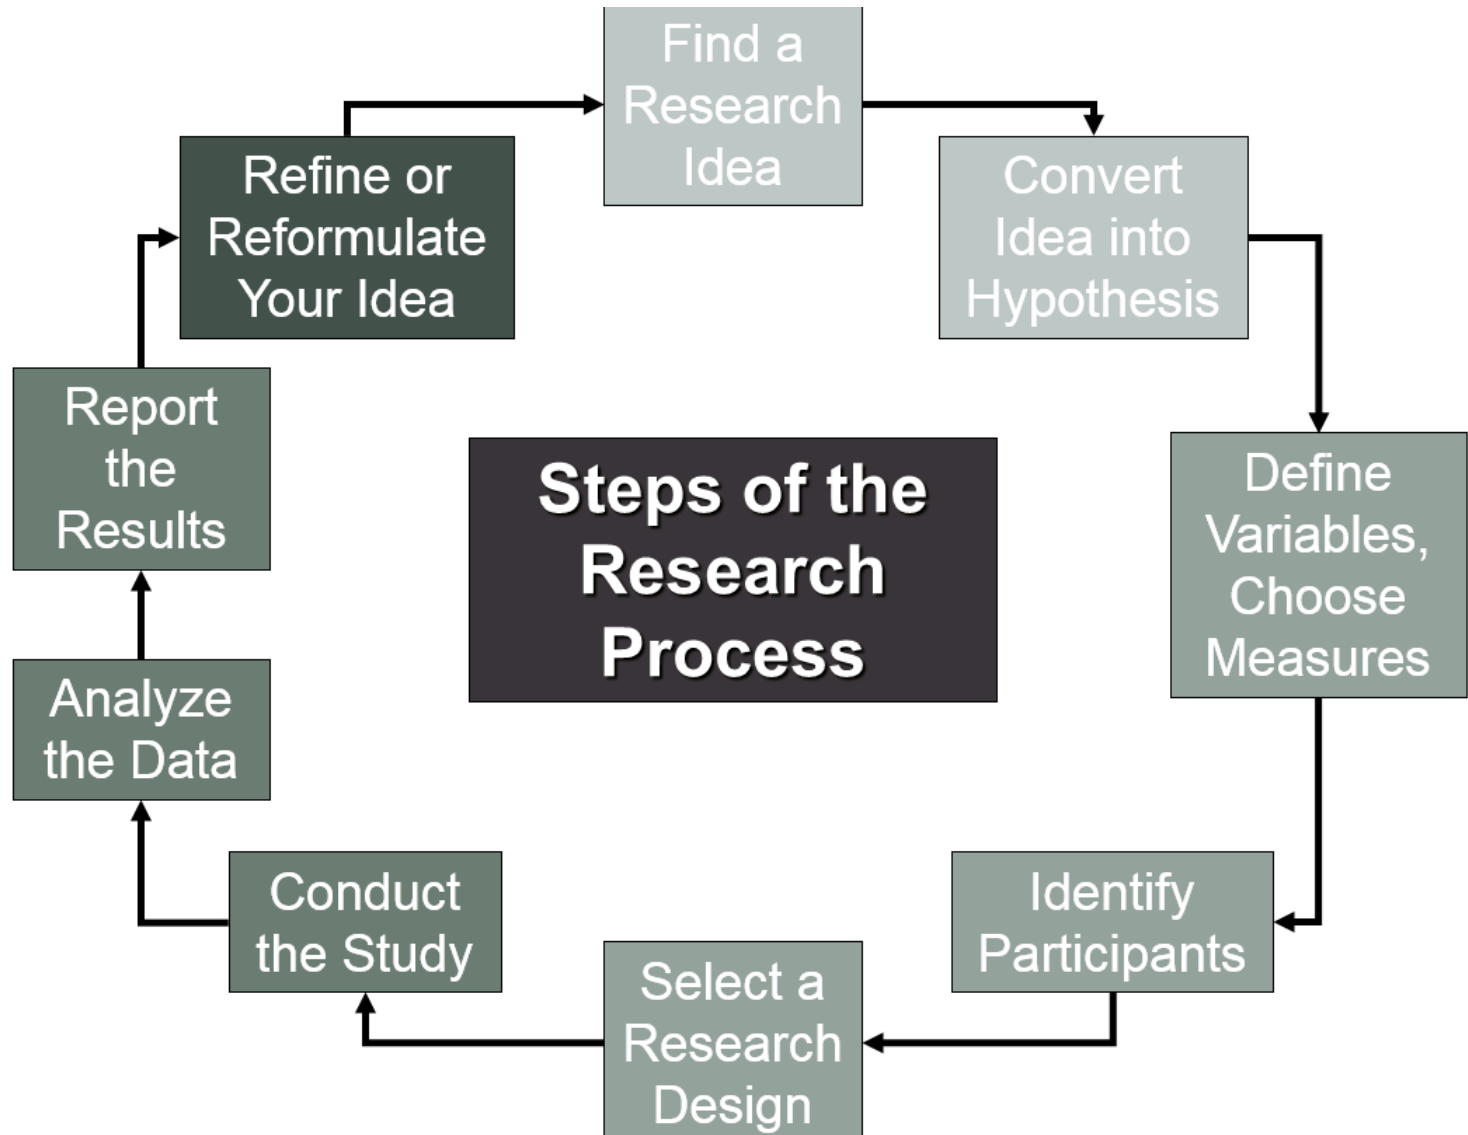 Find a
Research
Idea
Convert
Idea into
Hypothesis
Define
Variables,
Choose
Measures
Identify
Participants
Select a
Research
Design
Conduct
the Study
Analyze
the Data
Report
the
Results
Refine or
Reformulate
Your Idea
Steps of the
Research
Process